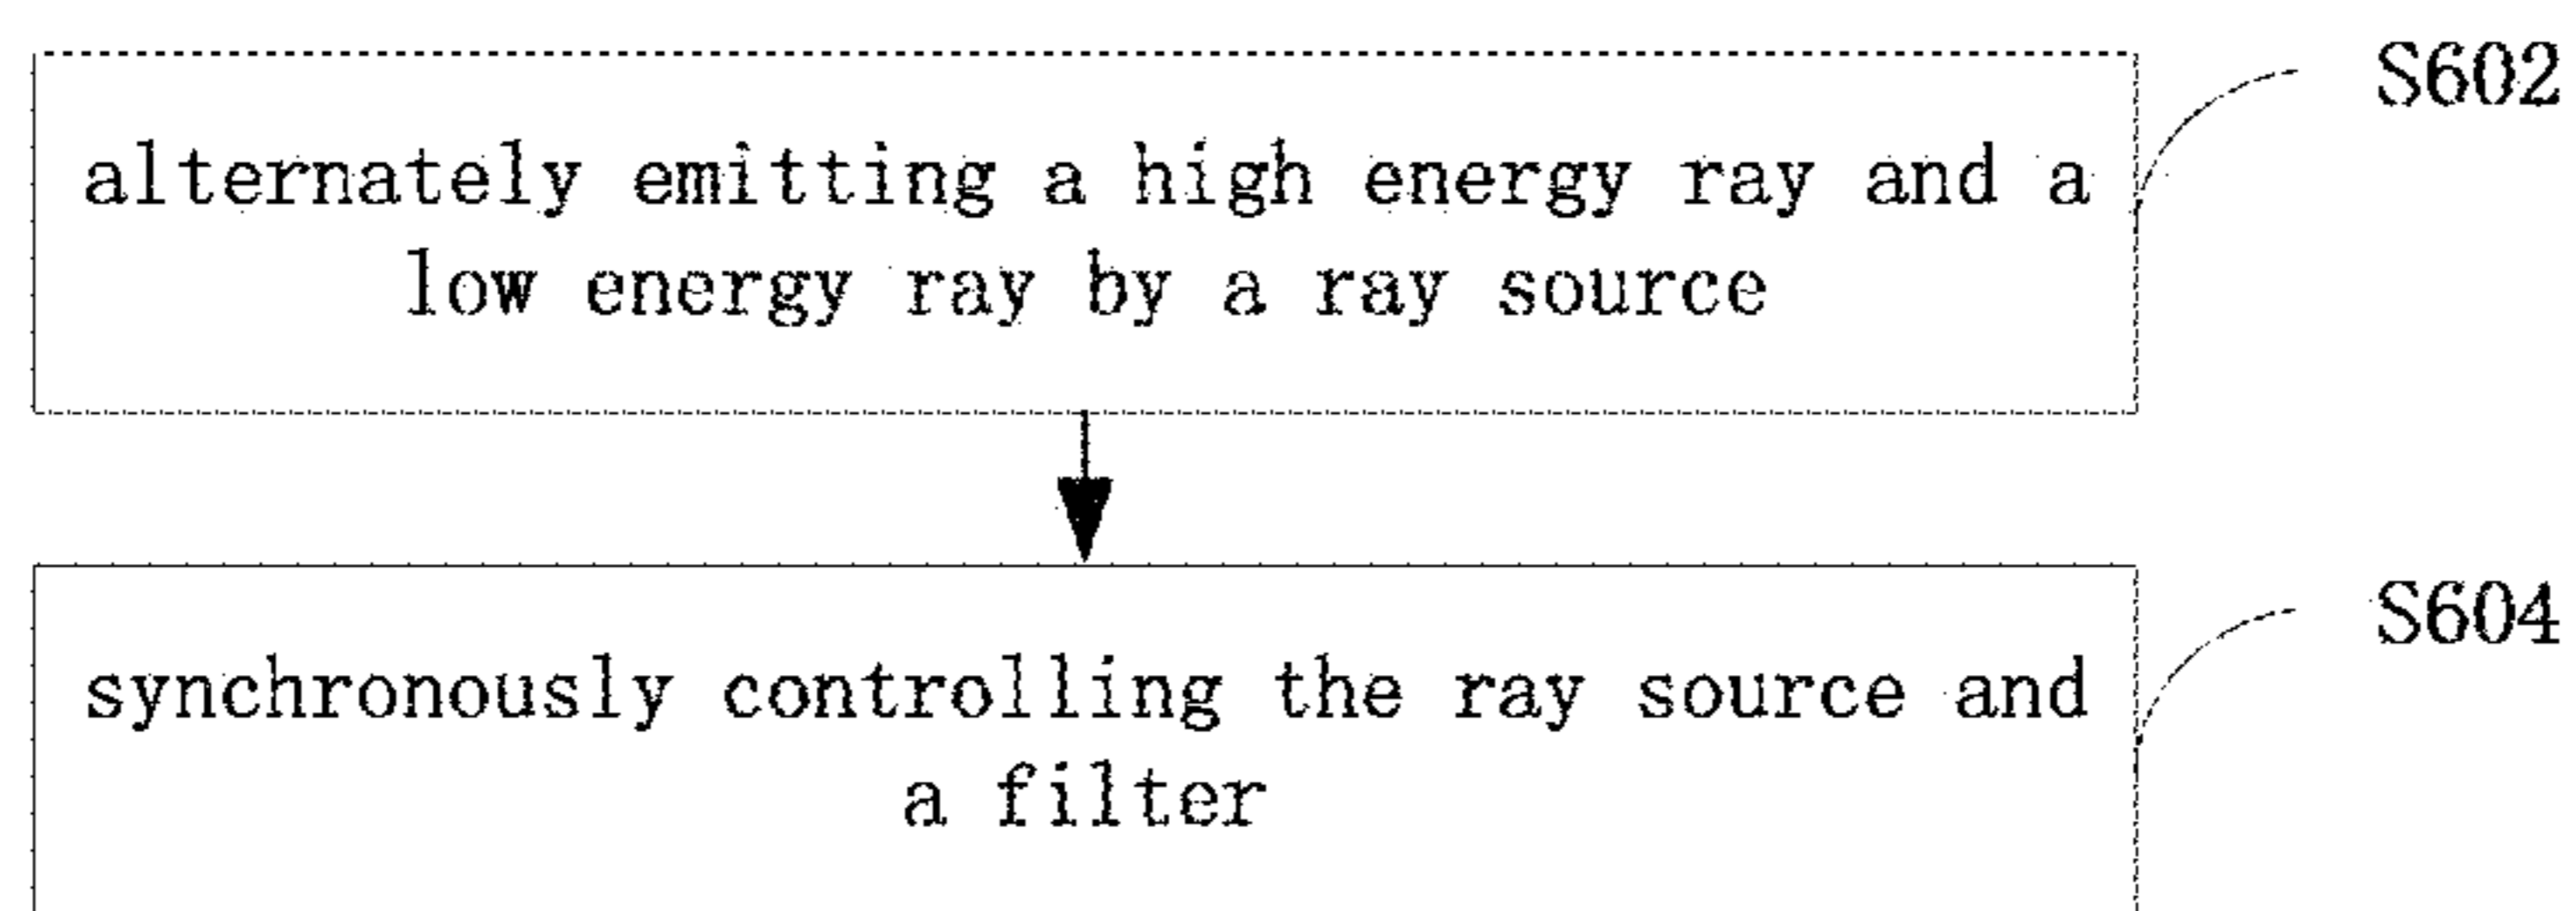 S602
alternately emitting a high energy ray and a
low energy ray by a ray source
S604
synchronously controlling the ray source and
a filter